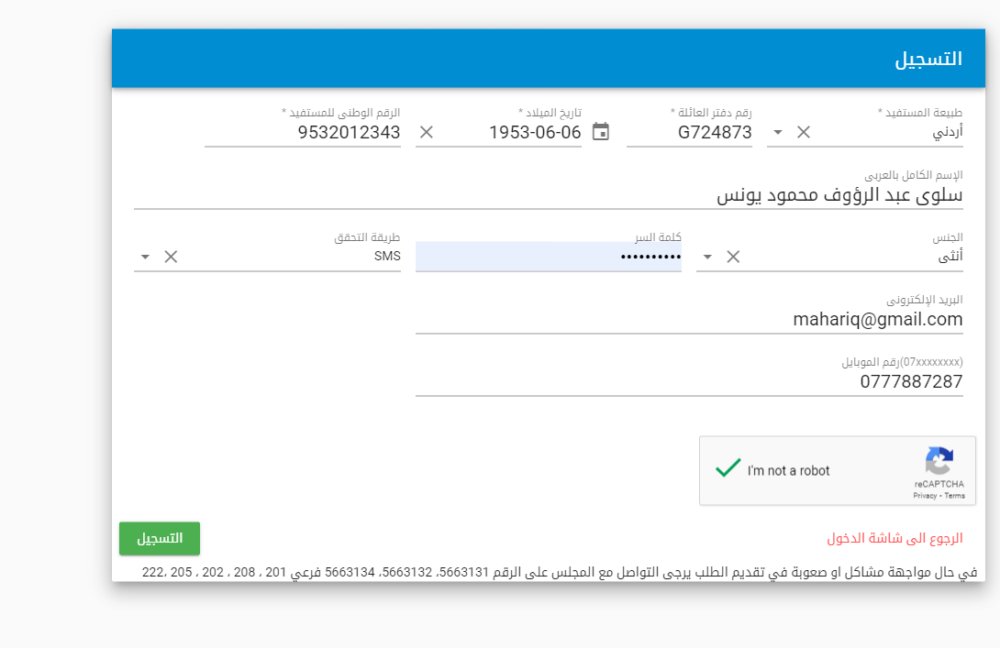 التسجيل
طبيعة المستفيد * رقم دفتر العائلة * تاريخ الميلاد * الرقم الوطني للمستفيد *
أردني G724873 1953-06-06 9532012343
الإسم الكامل بالعربي
سلوى عبد الرؤوف محمود يونس
الجنس كلمة السر طريقة التحقق
أنثى •••••••••• SMS
البريد الإلكتروني
mahariq@gmail.com
(07xxxxxxxx)رقم الموبايل
0777887287
I'm not a robot
reCAPTCHA
Privacy • Terms
الرجوع الى شاشة الدخول التسجيل
في حال مواجهة مشاكل او صعوبة في تقديم الطلب يرجى التواصل مع المجلس على الرقم 5663131، 5663132، 5663134 فرعي 201 ، 208 ، 202 ، 205 ،222